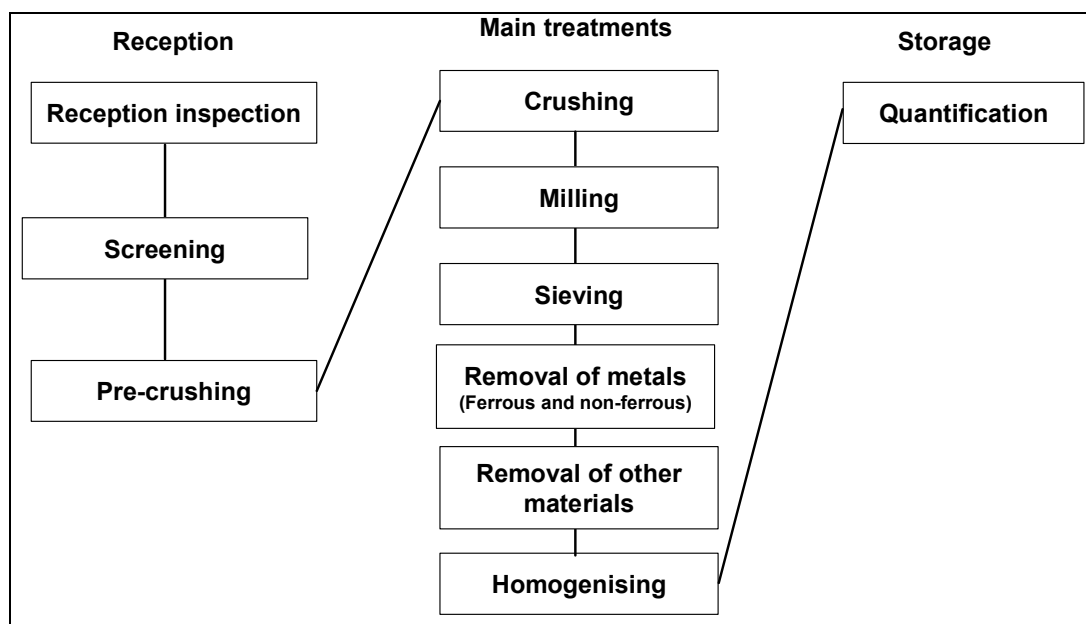 Reception
Reception inspection
Screening
Pre-crushing
Main treatments
Crushing
Milling
Sieving
Removal of metals
(Ferrous and non-ferrous)
Removal of other
materials
Homogenising
Storage
Quantification